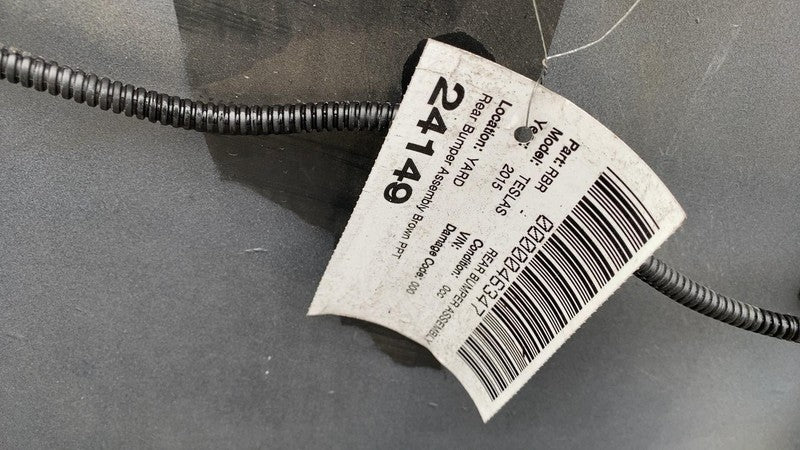 Part: RBR
Model: TESLAS
Year: 2015
Location: YARD
Rear Bumper Assembly Brown PPT
24149
0000046347
REAR BUMPER ASSEMBLY
Condition:
VIN:
Damage Code: 000